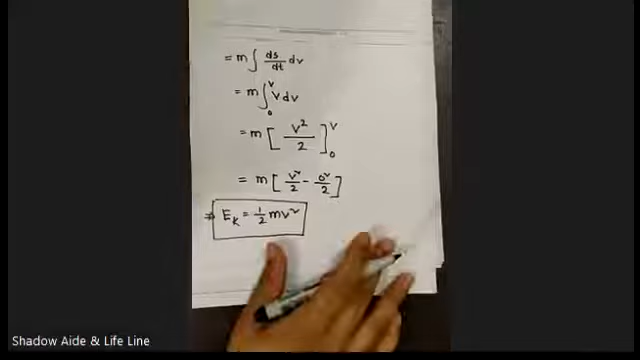 = m ∫ ds/dt dv
= m ∫₀ⱽ v dv
= m [ v²/2 ]₀ⱽ
= m [ v²/2 - 0²/2 ]
⇒ E_K = 1/2 mv²
Shadow Aide & Life Line